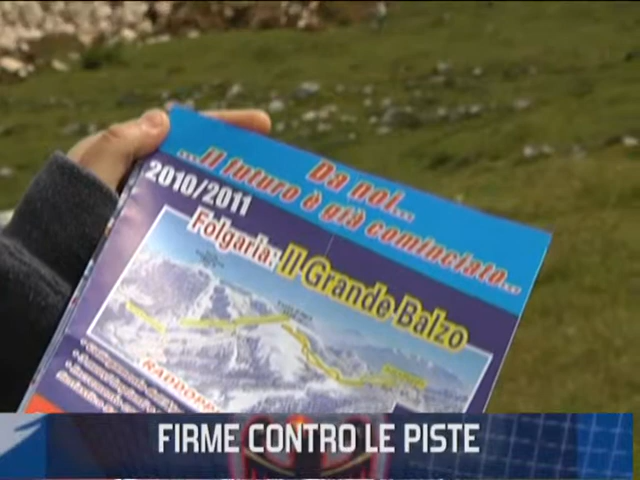 Da noi...
...il futuro è già cominciato...
2010/2011
Folgaria: Il Grande Balzo
FIRME CONTRO LE PISTE